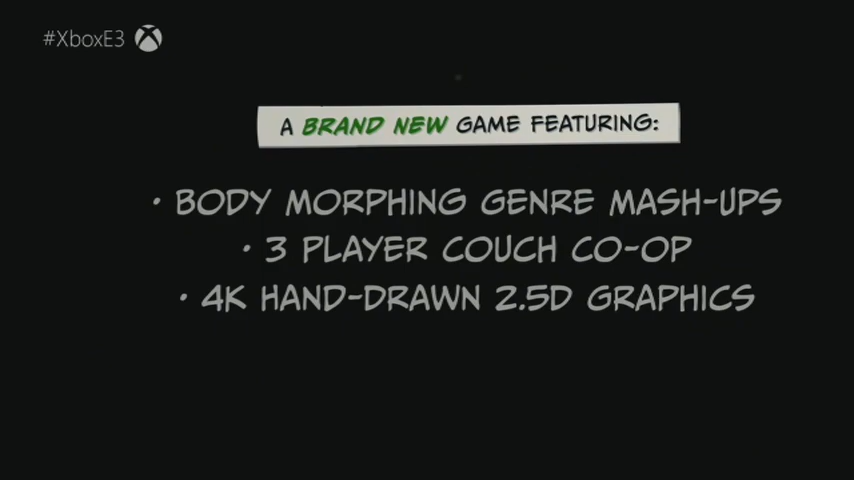 #XboxE3
A BRAND NEW GAME FEATURING:
• BODY MORPHING GENRE MASH-UPS
• 3 PLAYER COUCH CO-OP
• 4K HAND-DRAWN 2.5D GRAPHICS